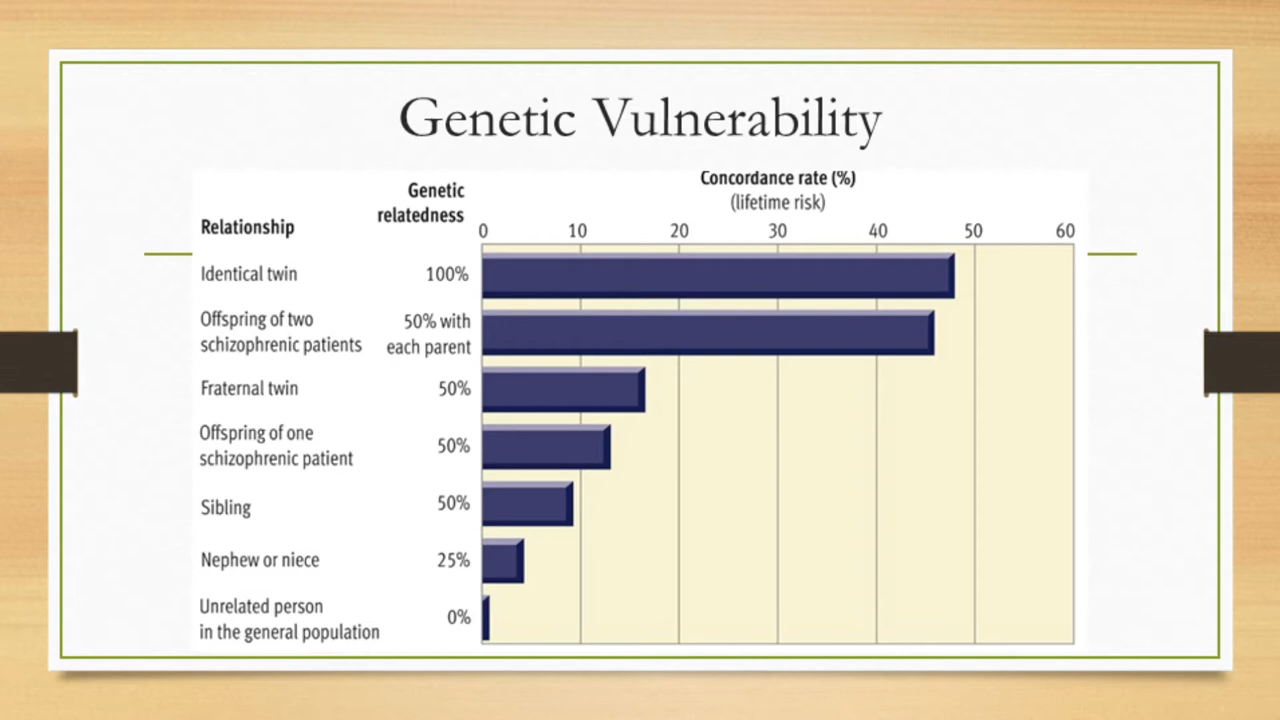 Genetic Vulnerability
Concordance rate (%)
(lifetime risk)
Genetic
relatedness
Relationship
0 10 20 30 40 50 60
Identical twin 100%
Offspring of two
schizophrenic patients
50% with
each parent
Fraternal twin 50%
Offspring of one
schizophrenic patient
50%
Sibling 50%
Nephew or niece 25%
Unrelated person
in the general population
0%